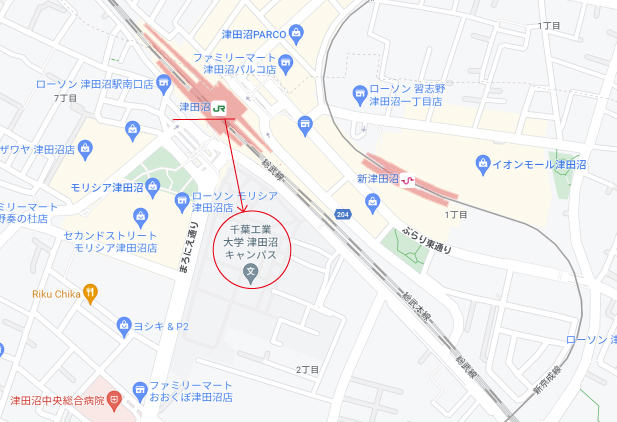 1丁目
津田沼PARCO
ファミリーマート
津田沼パルコ店
ローソン 津田沼駅南口店
7丁目
ローソン 習志野
津田沼一丁目店
津田沼
JR
ザワヤ 津田沼店
総武線
新津田沼
イオンモール津田沼
モリシア津田沼
ローソン モリシア
津田沼店
ミリーマート
野奏の杜店
204
1丁目
セカンドストリート
モリシア津田沼店
千葉工業
大学 津田沼
キャンパス
文
まろにえ通り
ぷらり東通り
Riku Chika
総武本線
ヨシキ & P2
ローソン 津
総武線
2丁目
新京成線
ファミリーマート
おおくぼ津田沼店
津田沼中央総合病院